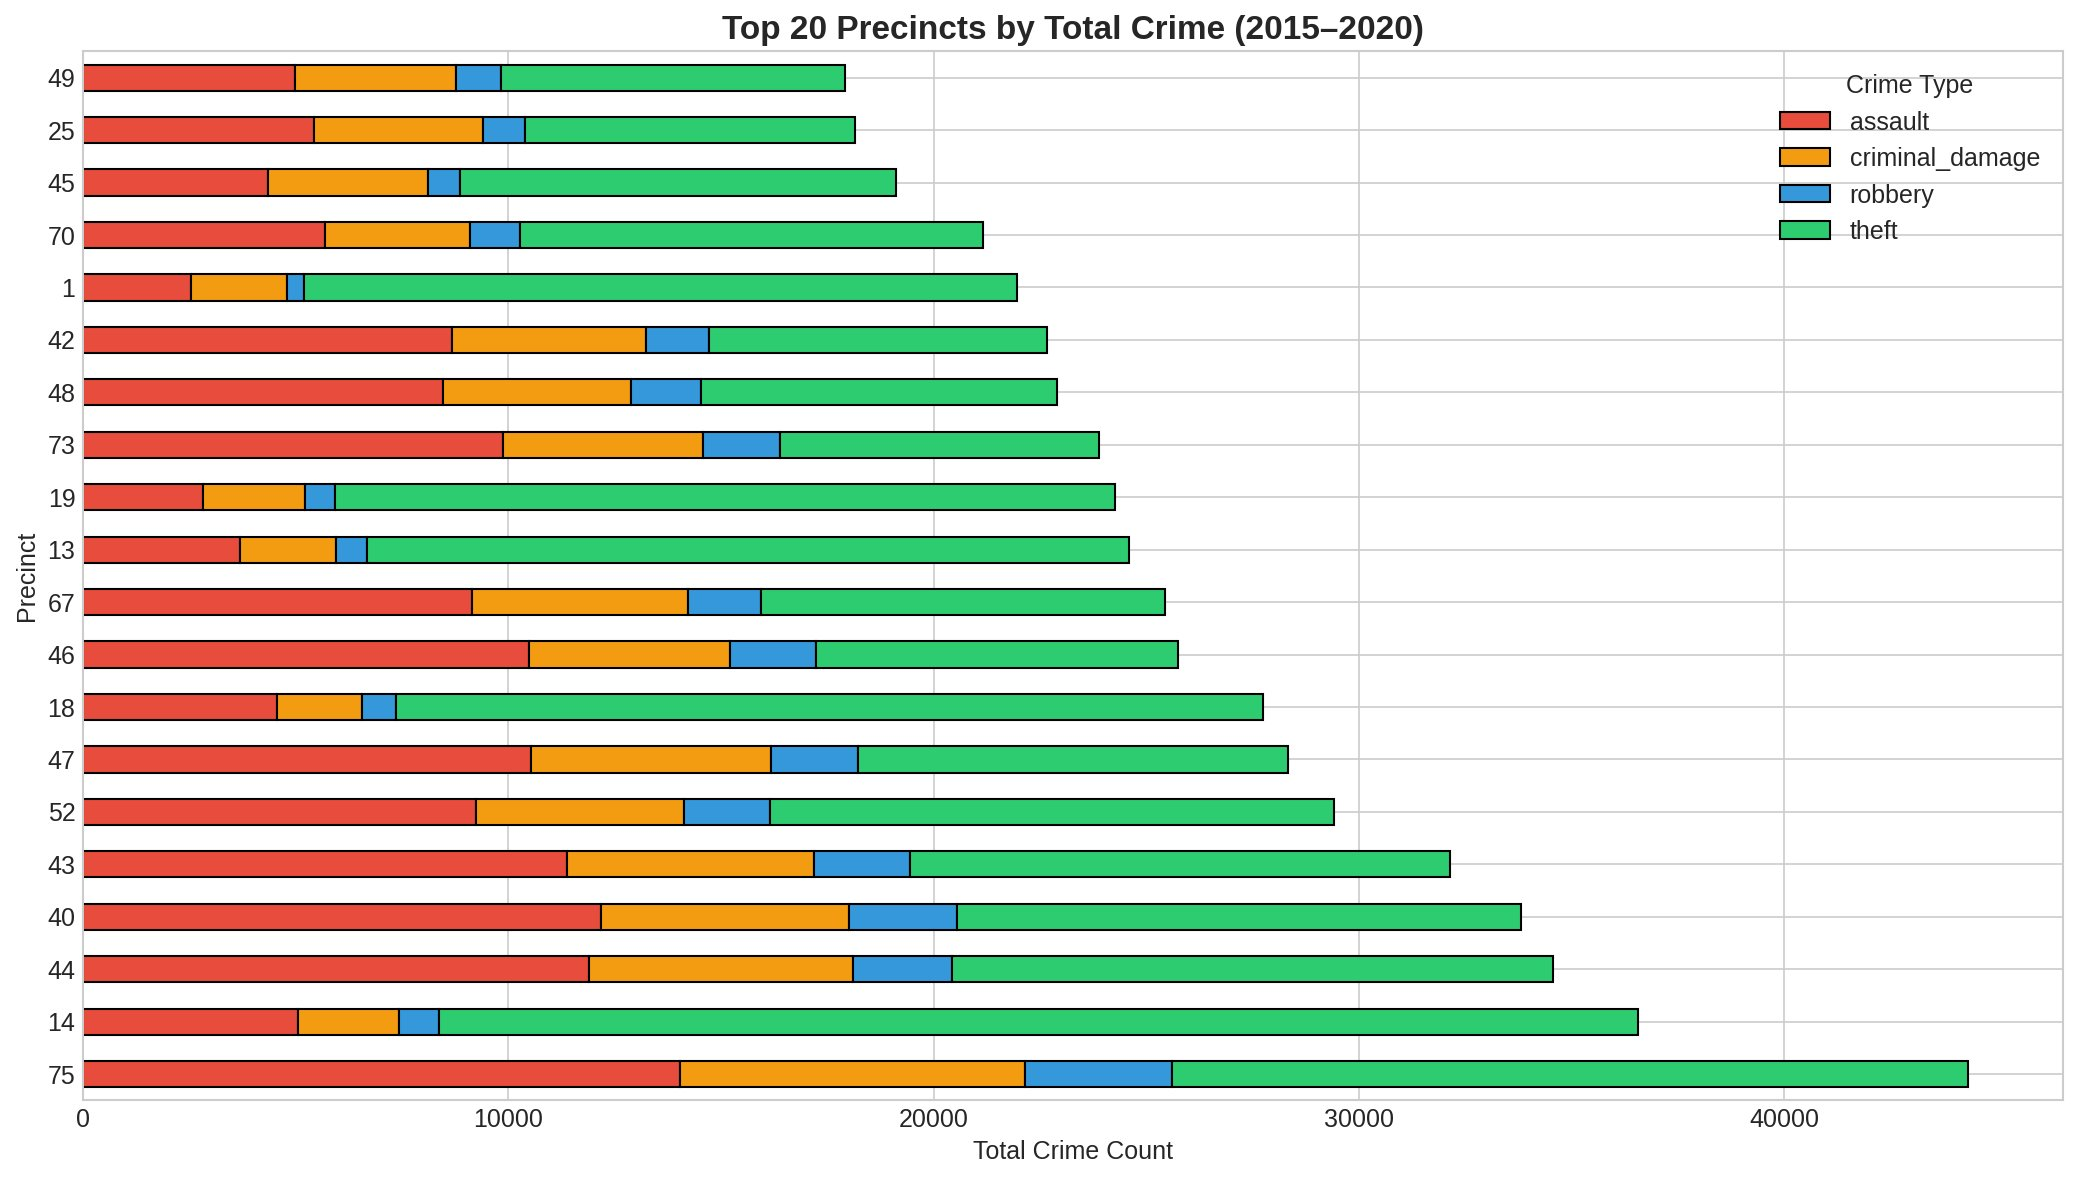 Top 20 Precincts by Total Crime (2015–2020)
Crime Type
assault
criminal_damage
robbery
theft
Precinct
49
25
45
70
1
42
48
73
19
13
67
46
18
47
52
43
40
44
14
75
0 10000 20000 30000 40000
Total Crime Count